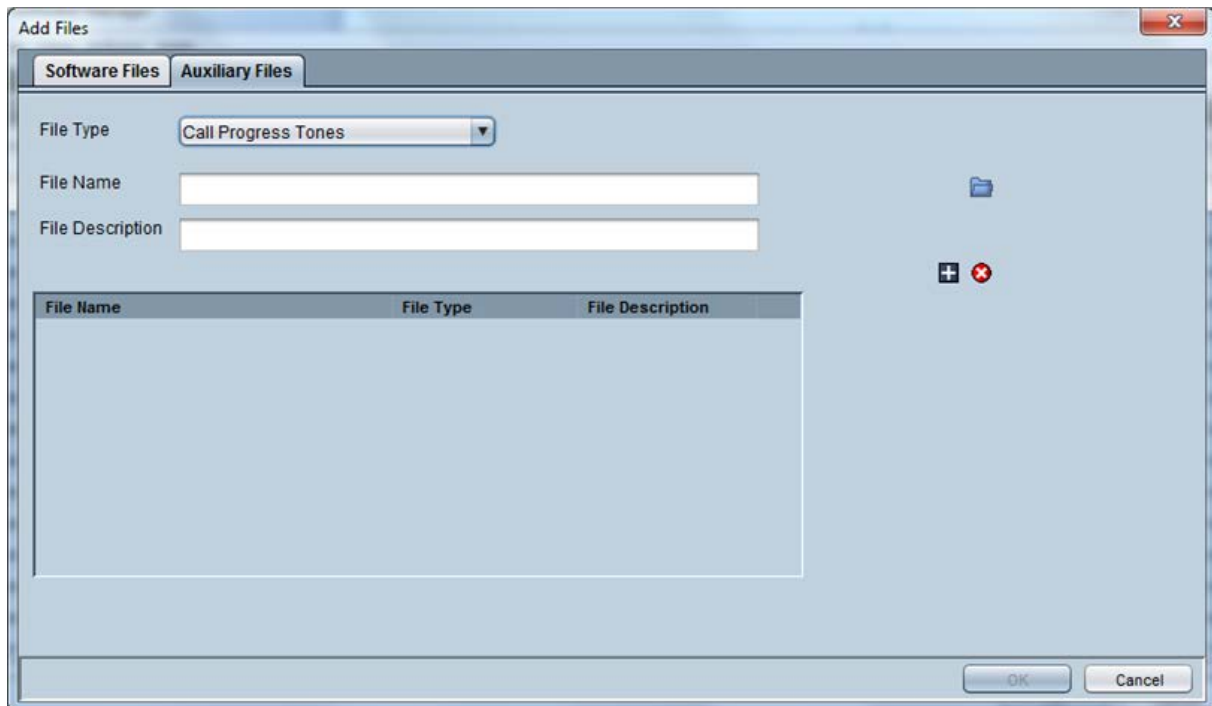 Add Files
Software Files Auxiliary Files
File Type Call Progress Tones
File Name
File Description
File Name File Type File Description
OK Cancel